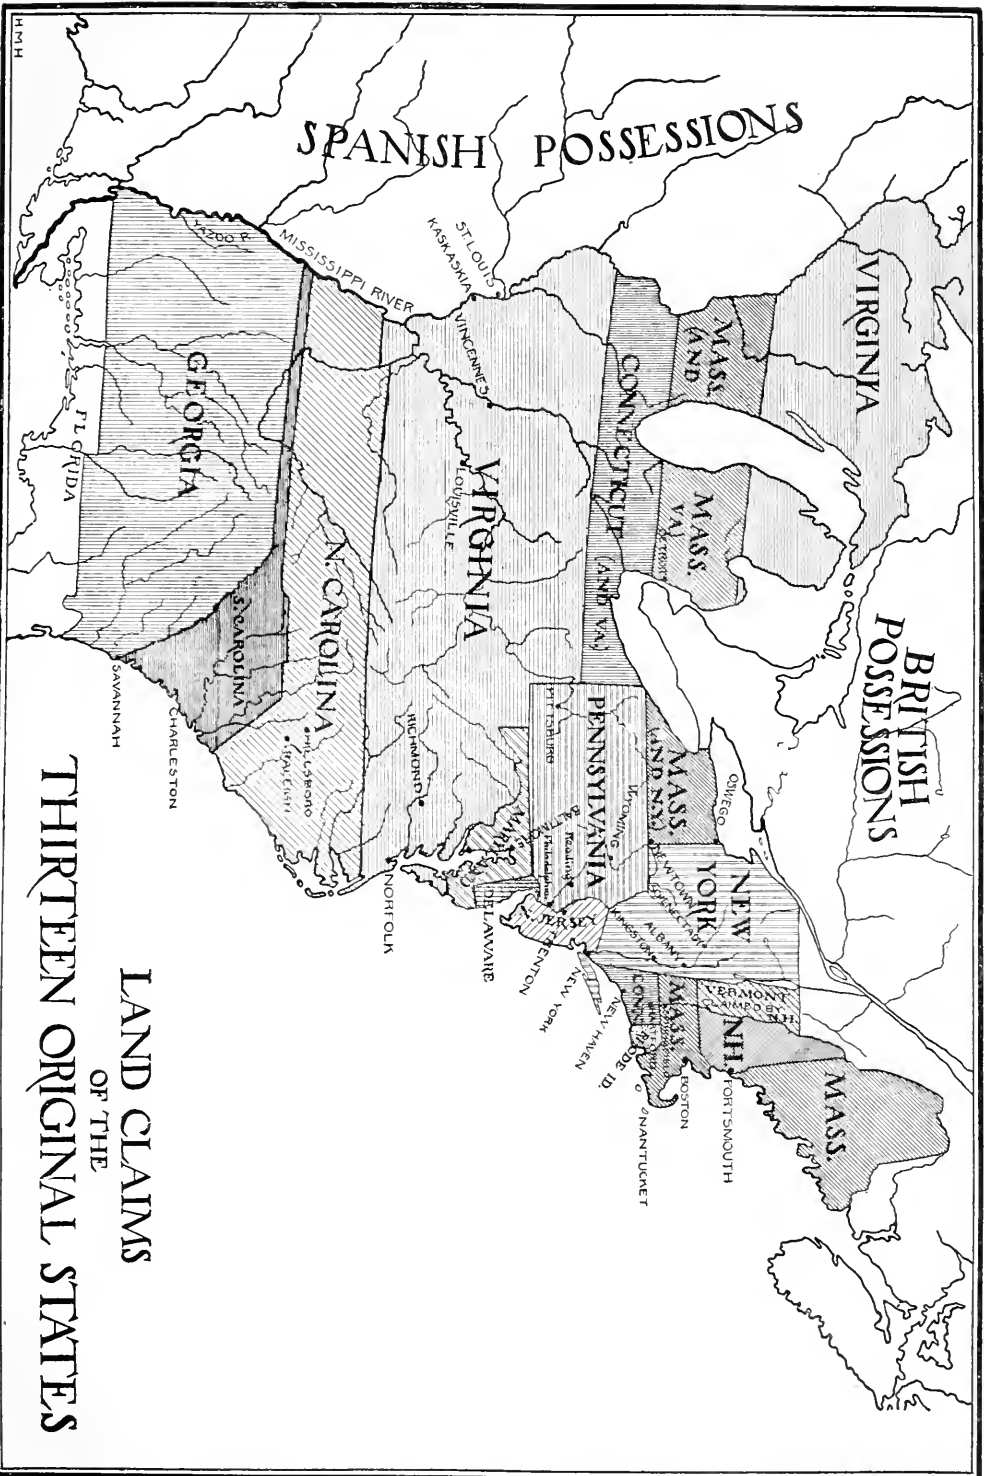 SPANISH POSSESSIONS
BRITISH
POSSESSIONS
VIRGINIA
MASS.
(AND
MASS.
VA.)
CONNECTICUT (AND VA.)
DETROIT
ST. LOUIS
KASKASKIA
VINCENNES
MISSISSIPPI RIVER
YAZOO R.
VIRGINIA
LOUISVILLE
N. CAROLINA
S. CAROLINA
GEORGIA
FLORIDA
MASS.
(AND N.Y.)
OSWEGO
NEWTOWN
NEW
YORK
SCHENECTADY
ALBANY
KINGSTON
VERMONT
CLAIMED BY
N.H.
N.H.
MASS.
MASS.
CONN.
PORTSMOUTH
BOSTON
NANTUCKET
NEW HAVEN
NEW YORK
PENNSYLVANIA
WYOMING
PITTSBURG
Reading
Philadelphia
BALTIMORE
N. JERSEY
DELAWARE
RICHMOND
NORFOLK
HILLSBORO
RALEIGH
CHARLESTON
SAVANNAH
LAND CLAIMS
OF THE
THIRTEEN ORIGINAL STATES
HMH